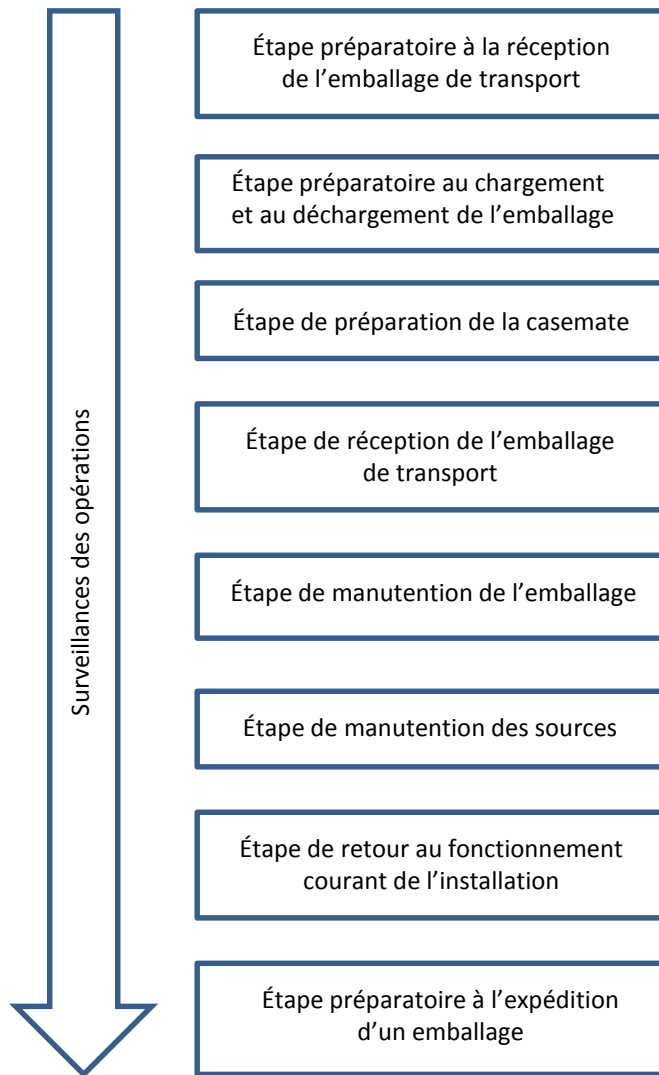 Étape préparatoire à la réception
de l’emballage de transport
Étape préparatoire au chargement
et au déchargement de l’emballage
Étape de préparation de la casemate
Étape de réception de l’emballage
de transport
Étape de manutention de l’emballage
Étape de manutention des sources
Étape de retour au fonctionnement
courant de l’installation
Étape préparatoire à l’expédition
d’un emballage
Surveillances des opérations